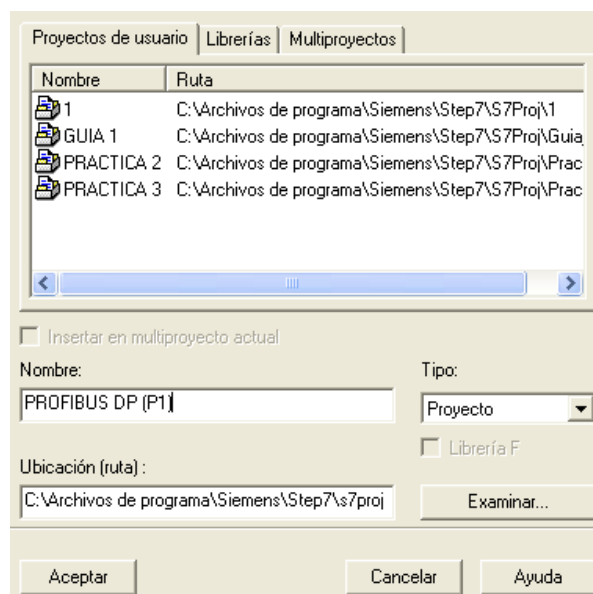 Proyectos de usuario Librerías Multiproyectos
Nombre Ruta
1 C:\Archivos de programa\Siemens\Step7\S7Proj\1
GUIA 1 C:\Archivos de programa\Siemens\Step7\S7Proj\Guia_
PRACTICA 2 C:\Archivos de programa\Siemens\Step7\S7Proj\Prac
PRACTICA 3 C:\Archivos de programa\Siemens\Step7\S7Proj\Prac
Insertar en multiproyecto actual
Nombre: Tipo:
PROFIBUS DP (P1) Proyecto
Librería F
Ubicación (ruta) :
C:\Archivos de programa\Siemens\Step7\s7proj Examinar...
Aceptar Cancelar Ayuda